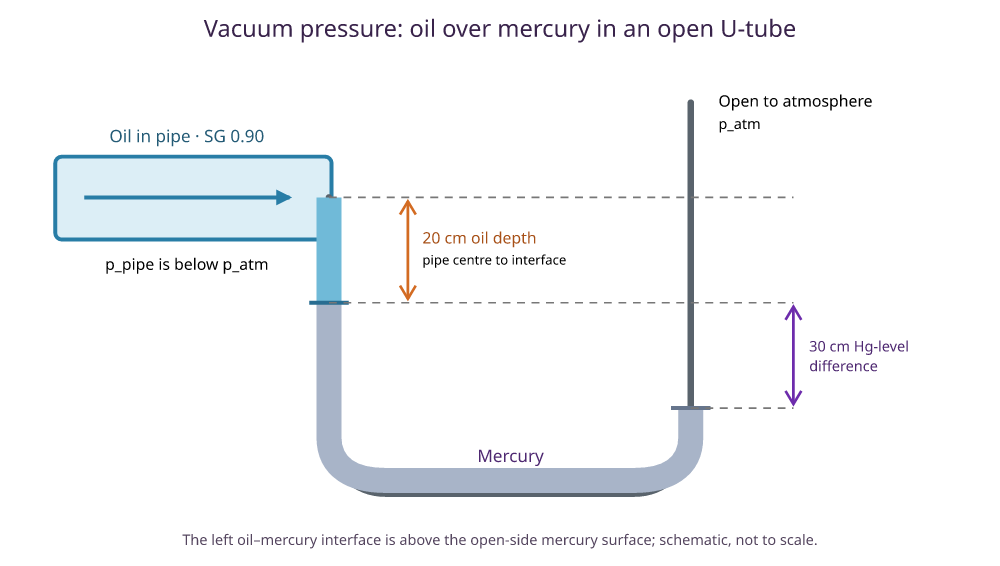 Vacuum pressure: oil over mercury in an open U-tube
Open to atmosphere
p_atm
Oil in pipe · SG 0.90
20 cm oil depth
pipe centre to interface
p_pipe is below p_atm
30 cm Hg-level
difference
Mercury
The left oil–mercury interface is above the open-side mercury surface; schematic, not to scale.